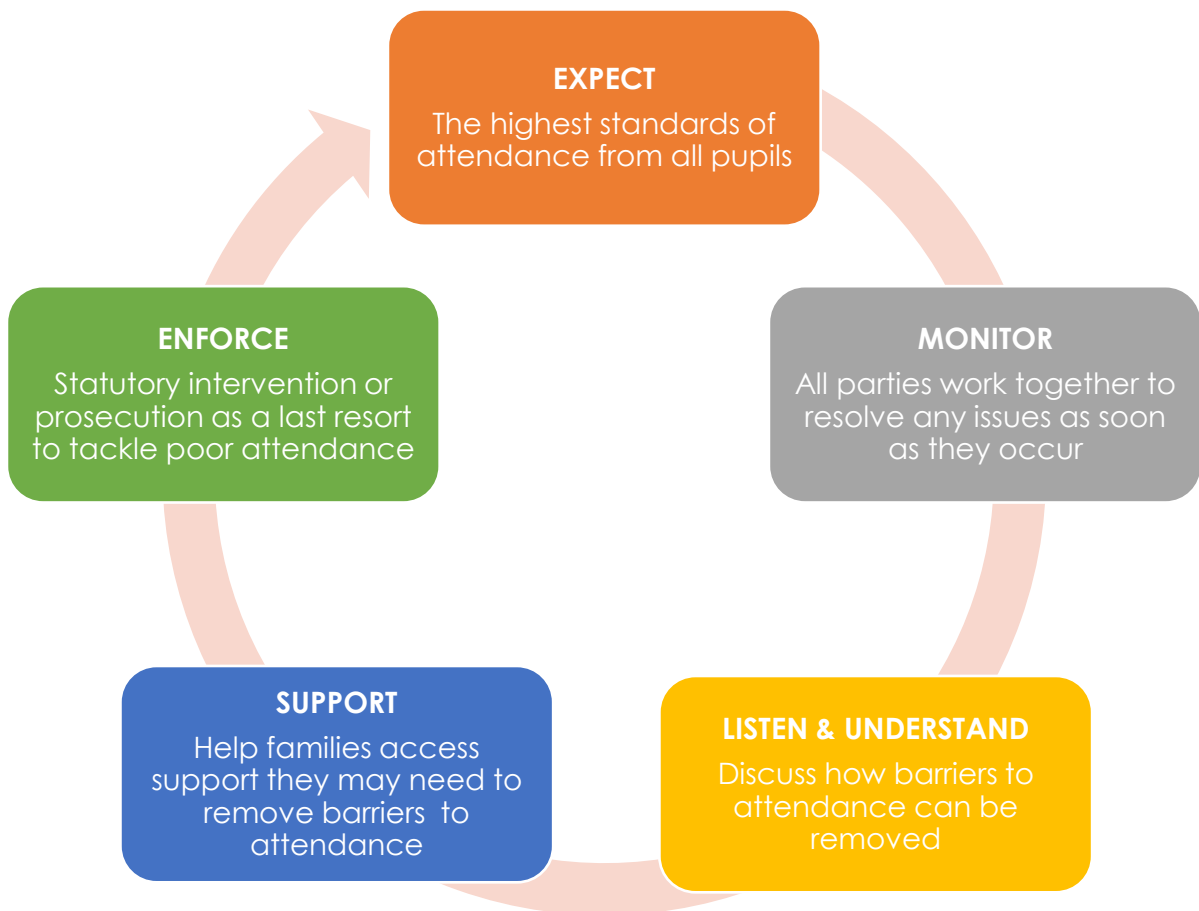 EXPECT
The highest standards of
attendance from all pupils
MONITOR
All parties work together to
resolve any issues as soon
as they occur
LISTEN & UNDERSTAND
Discuss how barriers to
attendance can be
removed
SUPPORT
Help families access
support they may need to
remove barriers  to
attendance
ENFORCE
Statutory intervention or
prosecution as a last resort
to tackle poor attendance